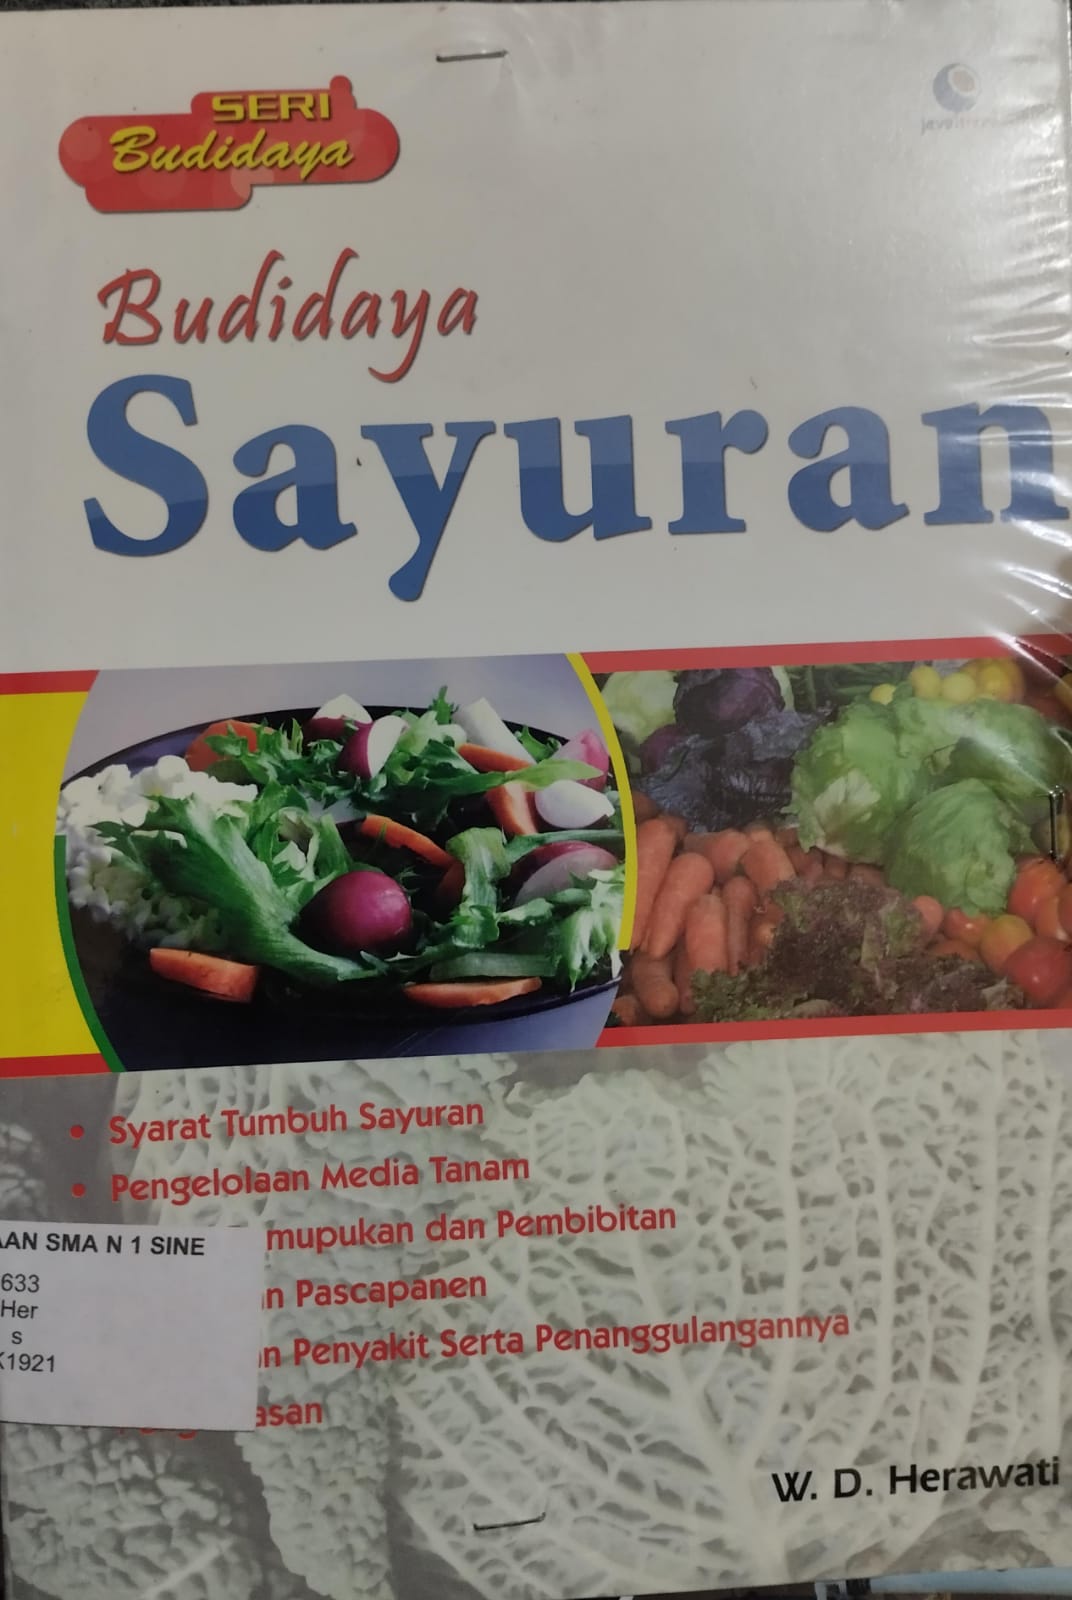 SERI
Budidaya
Budidaya
Sayuran
• Syarat Tumbuh Sayuran
• Pengelolaan Media Tanam
mupukan dan Pembibitan
n Pascapanen
n Penyakit Serta Penanggulangannya
asan
AAN SMA N 1 SINE
633
Her
s
K1921
W. D. Herawati